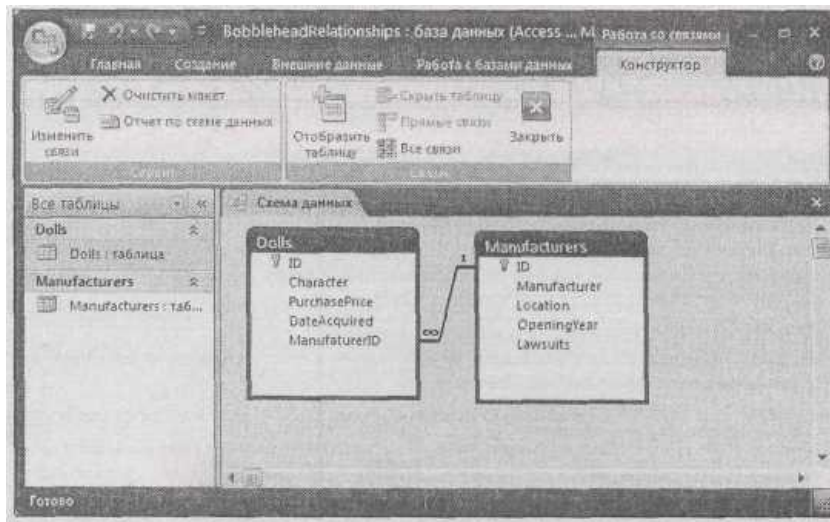 BobbleheadRelationships : база данных (Access ... М
Работа со связями
Главная Создание Внешние данные Работа с базами данных Конструктор
Изменить связи
Очистить макет
Отчет по схеме данных
Сервис
Отобразить таблицу
Скрыть таблицу
Прямые связи
Все связи
Закрыть
Связи
Все таблицы
Dolls
Dolls : таблица
Manufacturers
Manufacturers : таб...
Схема данных
Dolls
ID
Character
PurchasePrice
DateAcquired
ManufaturerID
∞
1
Manufacturers
ID
Manufacturer
Location
OpeningYear
Lawsuits
Готово